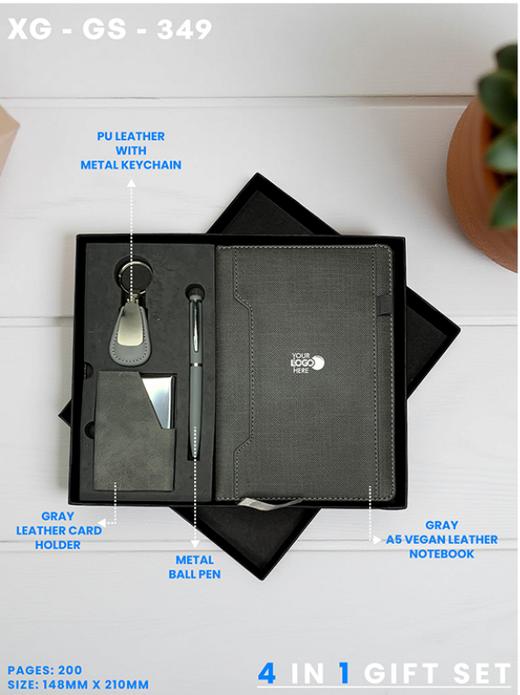 XG - GS - 349
PU LEATHER
WITH
METAL KEYCHAIN
YOUR
LOGO
HERE
GRAY
LEATHER CARD
HOLDER
METAL
BALL PEN
GRAY
A5 VEGAN LEATHER
NOTEBOOK
PAGES: 200
SIZE: 148MM X 210MM
4 IN 1 GIFT SET